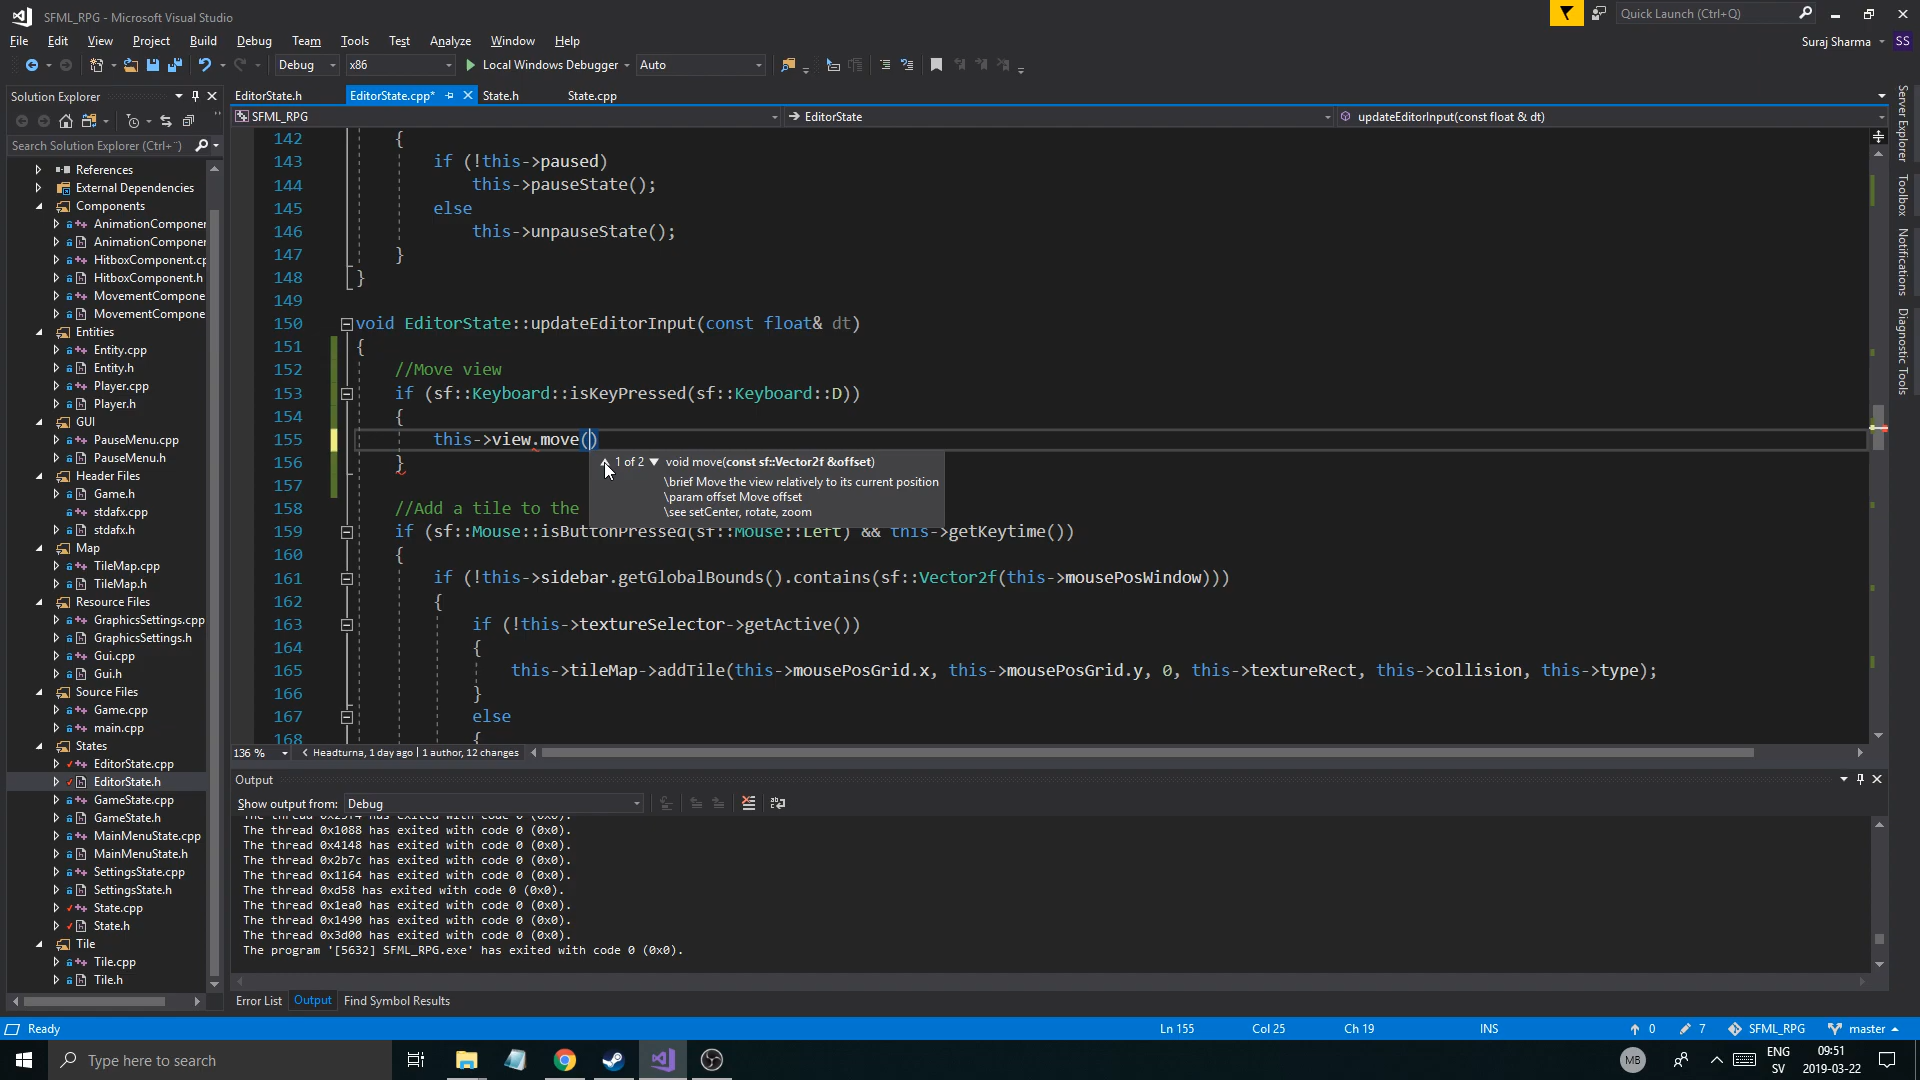 SFML_RPG - Microsoft Visual Studio
Quick Launch (Ctrl+Q)
File Edit View Project Build Debug Team Tools Test Analyze Window Help
Suraj Sharma SS
Debug x86 Local Windows Debugger Auto
Solution Explorer
EditorState.h EditorState.cpp* State.h State.cpp
SFML_RPG EditorState updateEditorInput(const float & dt)
Search Solution Explorer (Ctrl+¨)
References
External Dependencies
Components
AnimationComponen
AnimationComponen
HitboxComponent.cp
HitboxComponent.h
MovementCompone
MovementCompone
Entities
Entity.cpp
Entity.h
Player.cpp
Player.h
GUI
PauseMenu.cpp
PauseMenu.h
Header Files
Game.h
stdafx.cpp
stdafx.h
Map
TileMap.cpp
TileMap.h
Resource Files
GraphicsSettings.cpp
GraphicsSettings.h
Gui.cpp
Gui.h
Source Files
Game.cpp
main.cpp
States
EditorState.cpp
EditorState.h
GameState.cpp
GameState.h
MainMenuState.cpp
MainMenuState.h
SettingsState.cpp
SettingsState.h
State.cpp
State.h
Tile
Tile.cpp
Tile.h
142 {
143 if (!this->paused)
144 this->pauseState();
145 else
146 this->unpauseState();
147 }
148 }
149
150 void EditorState::updateEditorInput(const float& dt)
151 {
152 //Move view
153 if (sf::Keyboard::isKeyPressed(sf::Keyboard::D))
154 {
155 this->view.move()
156 }
1 of 2 void move(const sf::Vector2f &offset)
\brief Move the view relatively to its current position
\param offset Move offset
\see setCenter, rotate, zoom
157
158 //Add a tile to the
159 if (sf::Mouse::isButtonPressed(sf::Mouse::Left) && this->getKeytime())
160 {
161 if (!this->sidebar.getGlobalBounds().contains(sf::Vector2f(this->mousePosWindow)))
162 {
163 if (!this->textureSelector->getActive())
164 {
165 this->tileMap->addTile(this->mousePosGrid.x, this->mousePosGrid.y, 0, this->textureRect, this->collision, this->type);
166 }
167 else
168 {
136 % Headturna, 1 day ago | 1 author, 12 changes
Output
Show output from: Debug
The thread 0x25f4 has exited with code 0 (0x0).
The thread 0x1088 has exited with code 0 (0x0).
The thread 0x4148 has exited with code 0 (0x0).
The thread 0x2b7c has exited with code 0 (0x0).
The thread 0x1164 has exited with code 0 (0x0).
The thread 0xd58 has exited with code 0 (0x0).
The thread 0x1ea0 has exited with code 0 (0x0).
The thread 0x1490 has exited with code 0 (0x0).
The thread 0x3d00 has exited with code 0 (0x0).
The program '[5632] SFML_RPG.exe' has exited with code 0 (0x0).
Error List Output Find Symbol Results
Server Explorer
Toolbox
Notifications
Diagnostic Tools
Ready Ln 155 Col 25 Ch 19 INS 0 7 SFML_RPG master
Type here to search
MB
ENG
SV
09:51
2019-03-22